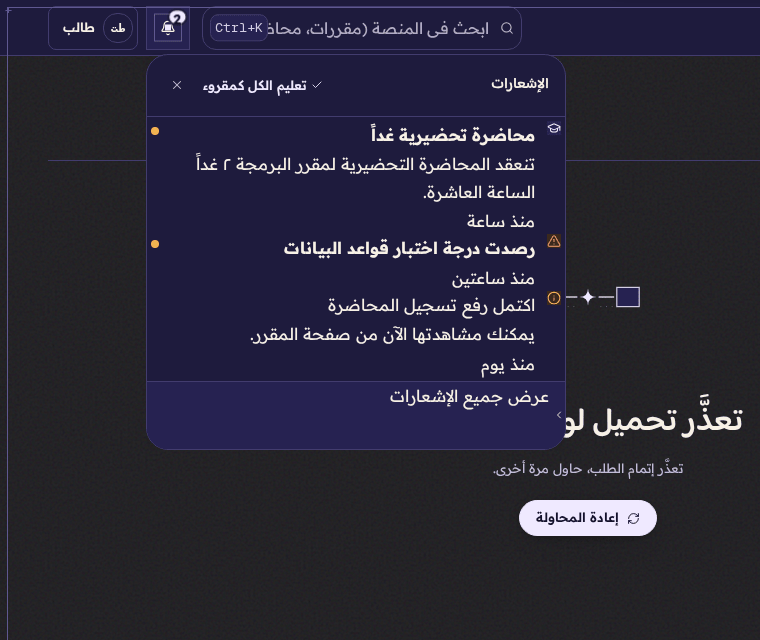 ابحث في المنصة (مقررات، محاض
Ctrl+K
2
طت
طالب
الإشعارات
تعليم الكل كمقروء
محاضرة تحضيرية غداً
تنعقد المحاضرة التحضيرية لمقرر البرمجة ٢ غداً
الساعة العاشرة.
منذ ساعة
رصدت درجة اختبار قواعد البيانات
منذ ساعتين
اكتمل رفع تسجيل المحاضرة
يمكنك مشاهدتها الآن من صفحة المقرر.
منذ يوم
عرض جميع الإشعارات
تعذَّر تحميل لو
تعذَّر إتمام الطلب، حاول مرة أخرى.
إعادة المحاولة